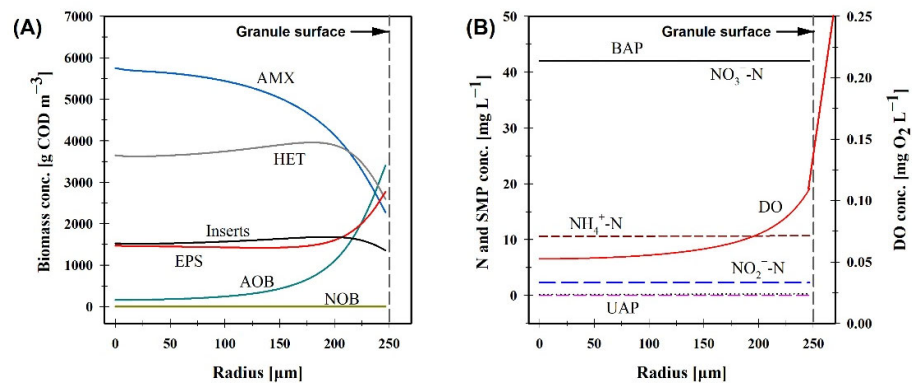 (A)
Granule surface
7000
6000
5000
4000
3000
2000
1000
0
Biomass conc. [g COD m⁻³]
AMX
HET
Inserts
EPS
AOB
NOB
0 50 100 150 200 250
Radius [µm]
(B)
Granule surface
50
40
30
20
10
0
N and SMP conc. [mg L⁻¹]
BAP
NO₃⁻-N
DO
NH₄⁺-N
NO₂⁻-N
UAP
0 50 100 150 200 250
Radius [µm]
0.25
0.20
0.15
0.10
0.05
0.00
DO conc. [mg O₂ L⁻¹]